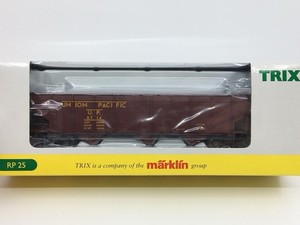 TRIX
UNION PACIFIC
U.P.
RP 25
TRIX is a company of the märklin group